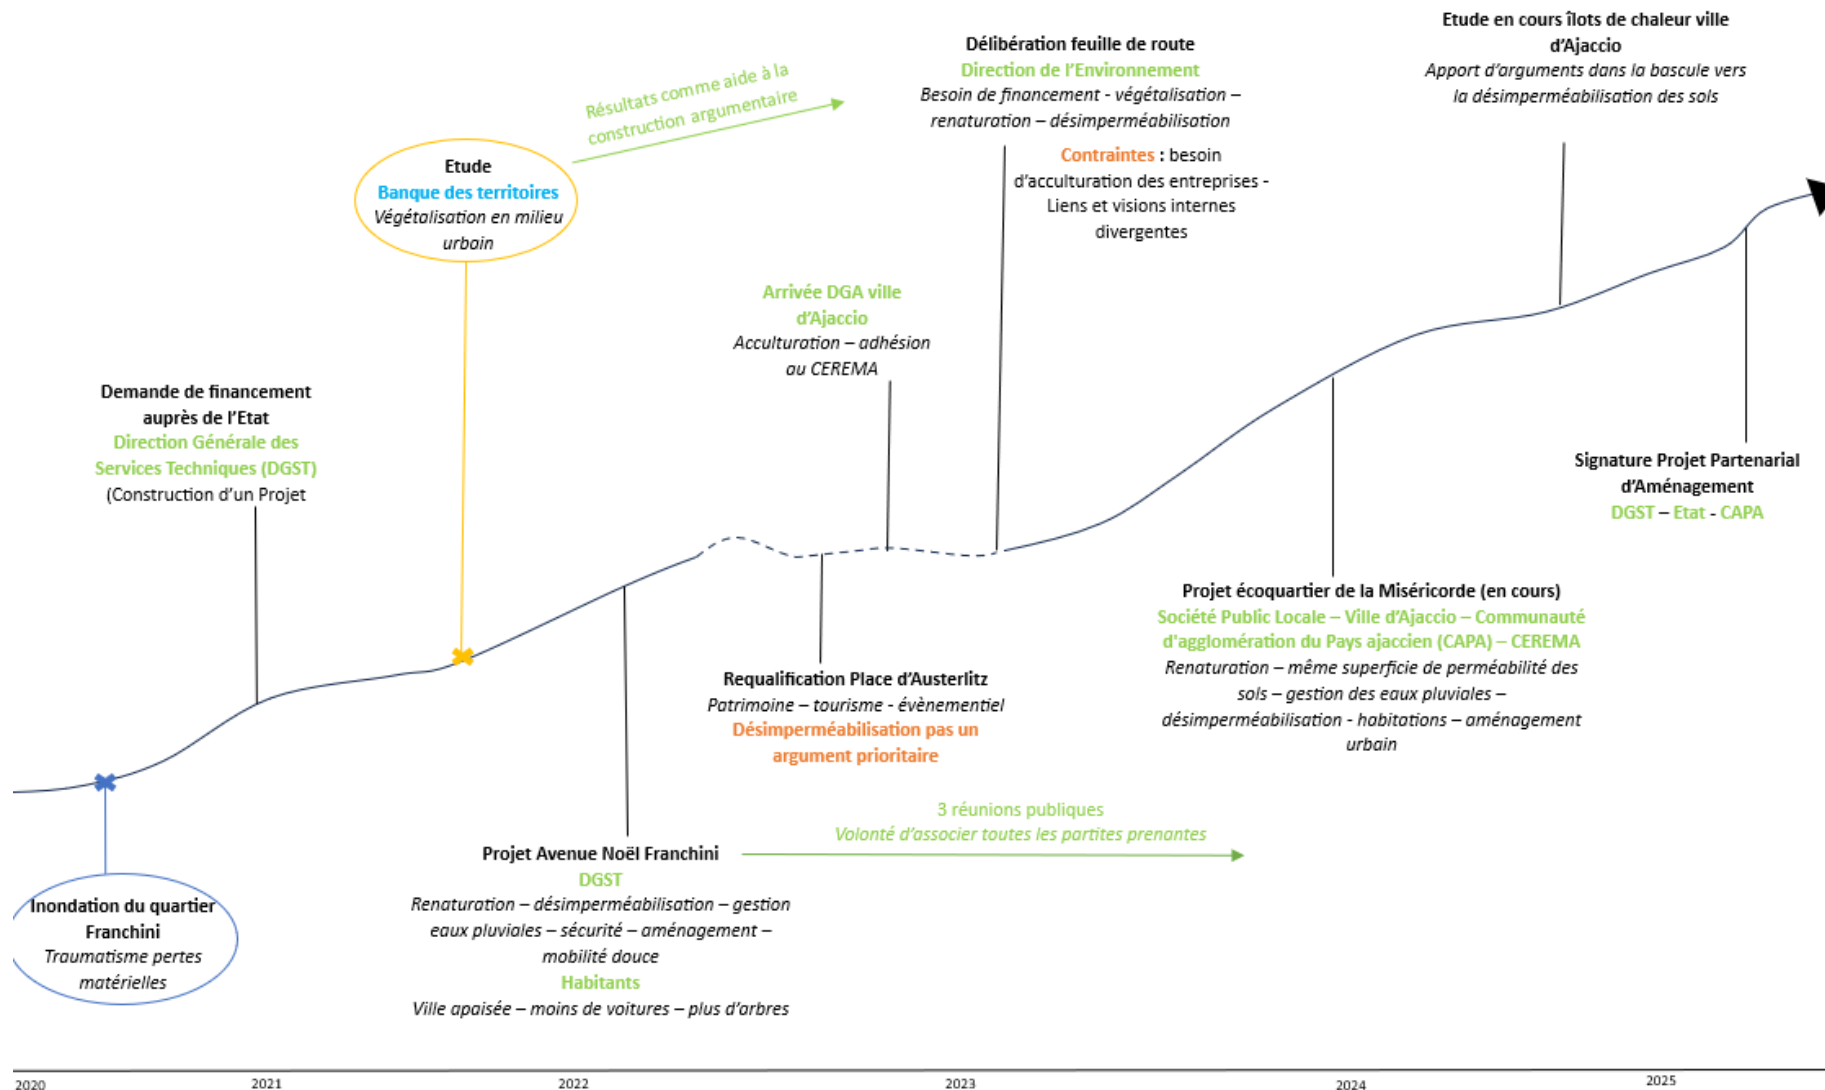 Etude en cours îlots de chaleur ville
d'Ajaccio
Apport d'arguments dans la bascule vers
la désimperméabilisation des sols
Délibération feuille de route
Direction de l'Environnement
Besoin de financement - végétalisation –
renaturation – désimperméabilisation
Contraintes : besoin
d'acculturation des entreprises -
Liens et visions internes
divergentes
Résultats comme aide à la
construction argumentaire
Etude
Banque des territoires
Végétalisation en milieu
urbain
Arrivée DGA ville
d'Ajaccio
Acculturation – adhésion
au CEREMA
Demande de financement
auprès de l'Etat
Direction Générale des
Services Techniques (DGST)
(Construction d'un Projet
Signature Projet Partenarial
d'Aménagement
DGST – Etat - CAPA
Projet écoquartier de la Miséricorde (en cours)
Société Public Locale – Ville d'Ajaccio – Communauté
d'agglomération du Pays ajaccien (CAPA) – CEREMA
Renaturation – même superficie de perméabilité des
sols – gestion des eaux pluviales –
désimperméabilisation - habitations – aménagement
urbain
Requalification Place d'Austerlitz
Patrimoine – tourisme - évènementiel
Désimperméabilisation pas un
argument prioritaire
3 réunions publiques
Volonté d'associer toutes les partites prenantes
Projet Avenue Noël Franchini
DGST
Renaturation – désimperméabilisation – gestion
eaux pluviales – sécurité – aménagement –
mobilité douce
Habitants
Ville apaisée – moins de voitures – plus d'arbres
Inondation du quartier
Franchini
Traumatisme pertes
matérielles
2020
2021
2022
2023
2024
2025